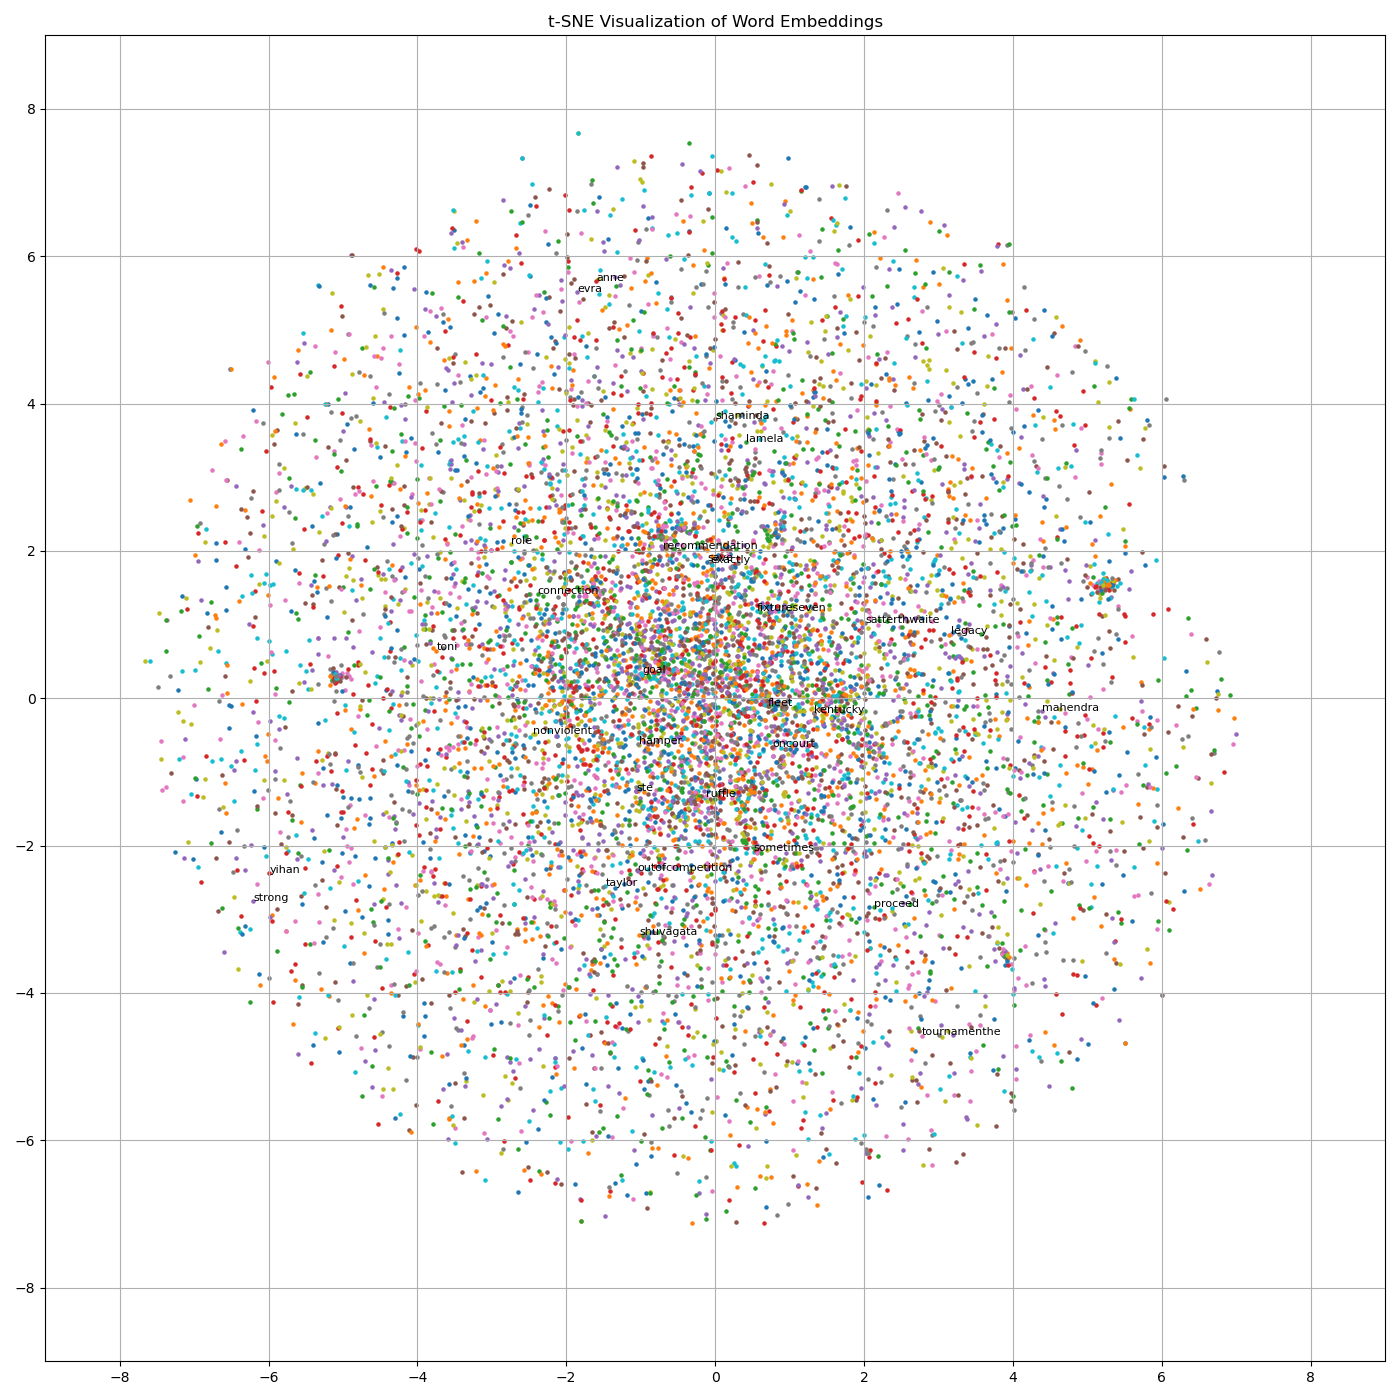 t-SNE Visualization of Word Embeddings
8
6
4
2
0
−2
−4
−6
−8
anne
evra
shaminda
lamela
role
recommendation
exactly
connection
fixtureseven
satterthwaite
legacy
toni
goal
fleet
kentucky
mahendra
nonviolent
hamper
oncourt
ste
ruffle
sometimes
outofcompetition
yihan
taylor
strong
proceed
shuvagata
tournamenthe
−8 −6 −4 −2 0 2 4 6 8